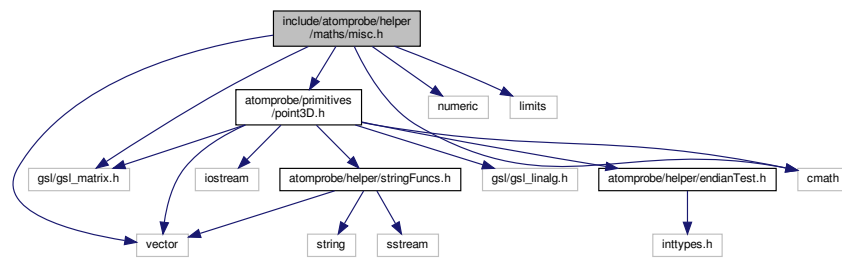 include/atomprobe/helper
/maths/misc.h
atomprobe/primitives
/point3D.h
numeric
limits
gsl/gsl_matrix.h
iostream
atomprobe/helper/stringFuncs.h
gsl/gsl_linalg.h
atomprobe/helper/endianTest.h
cmath
vector
string
sstream
inttypes.h